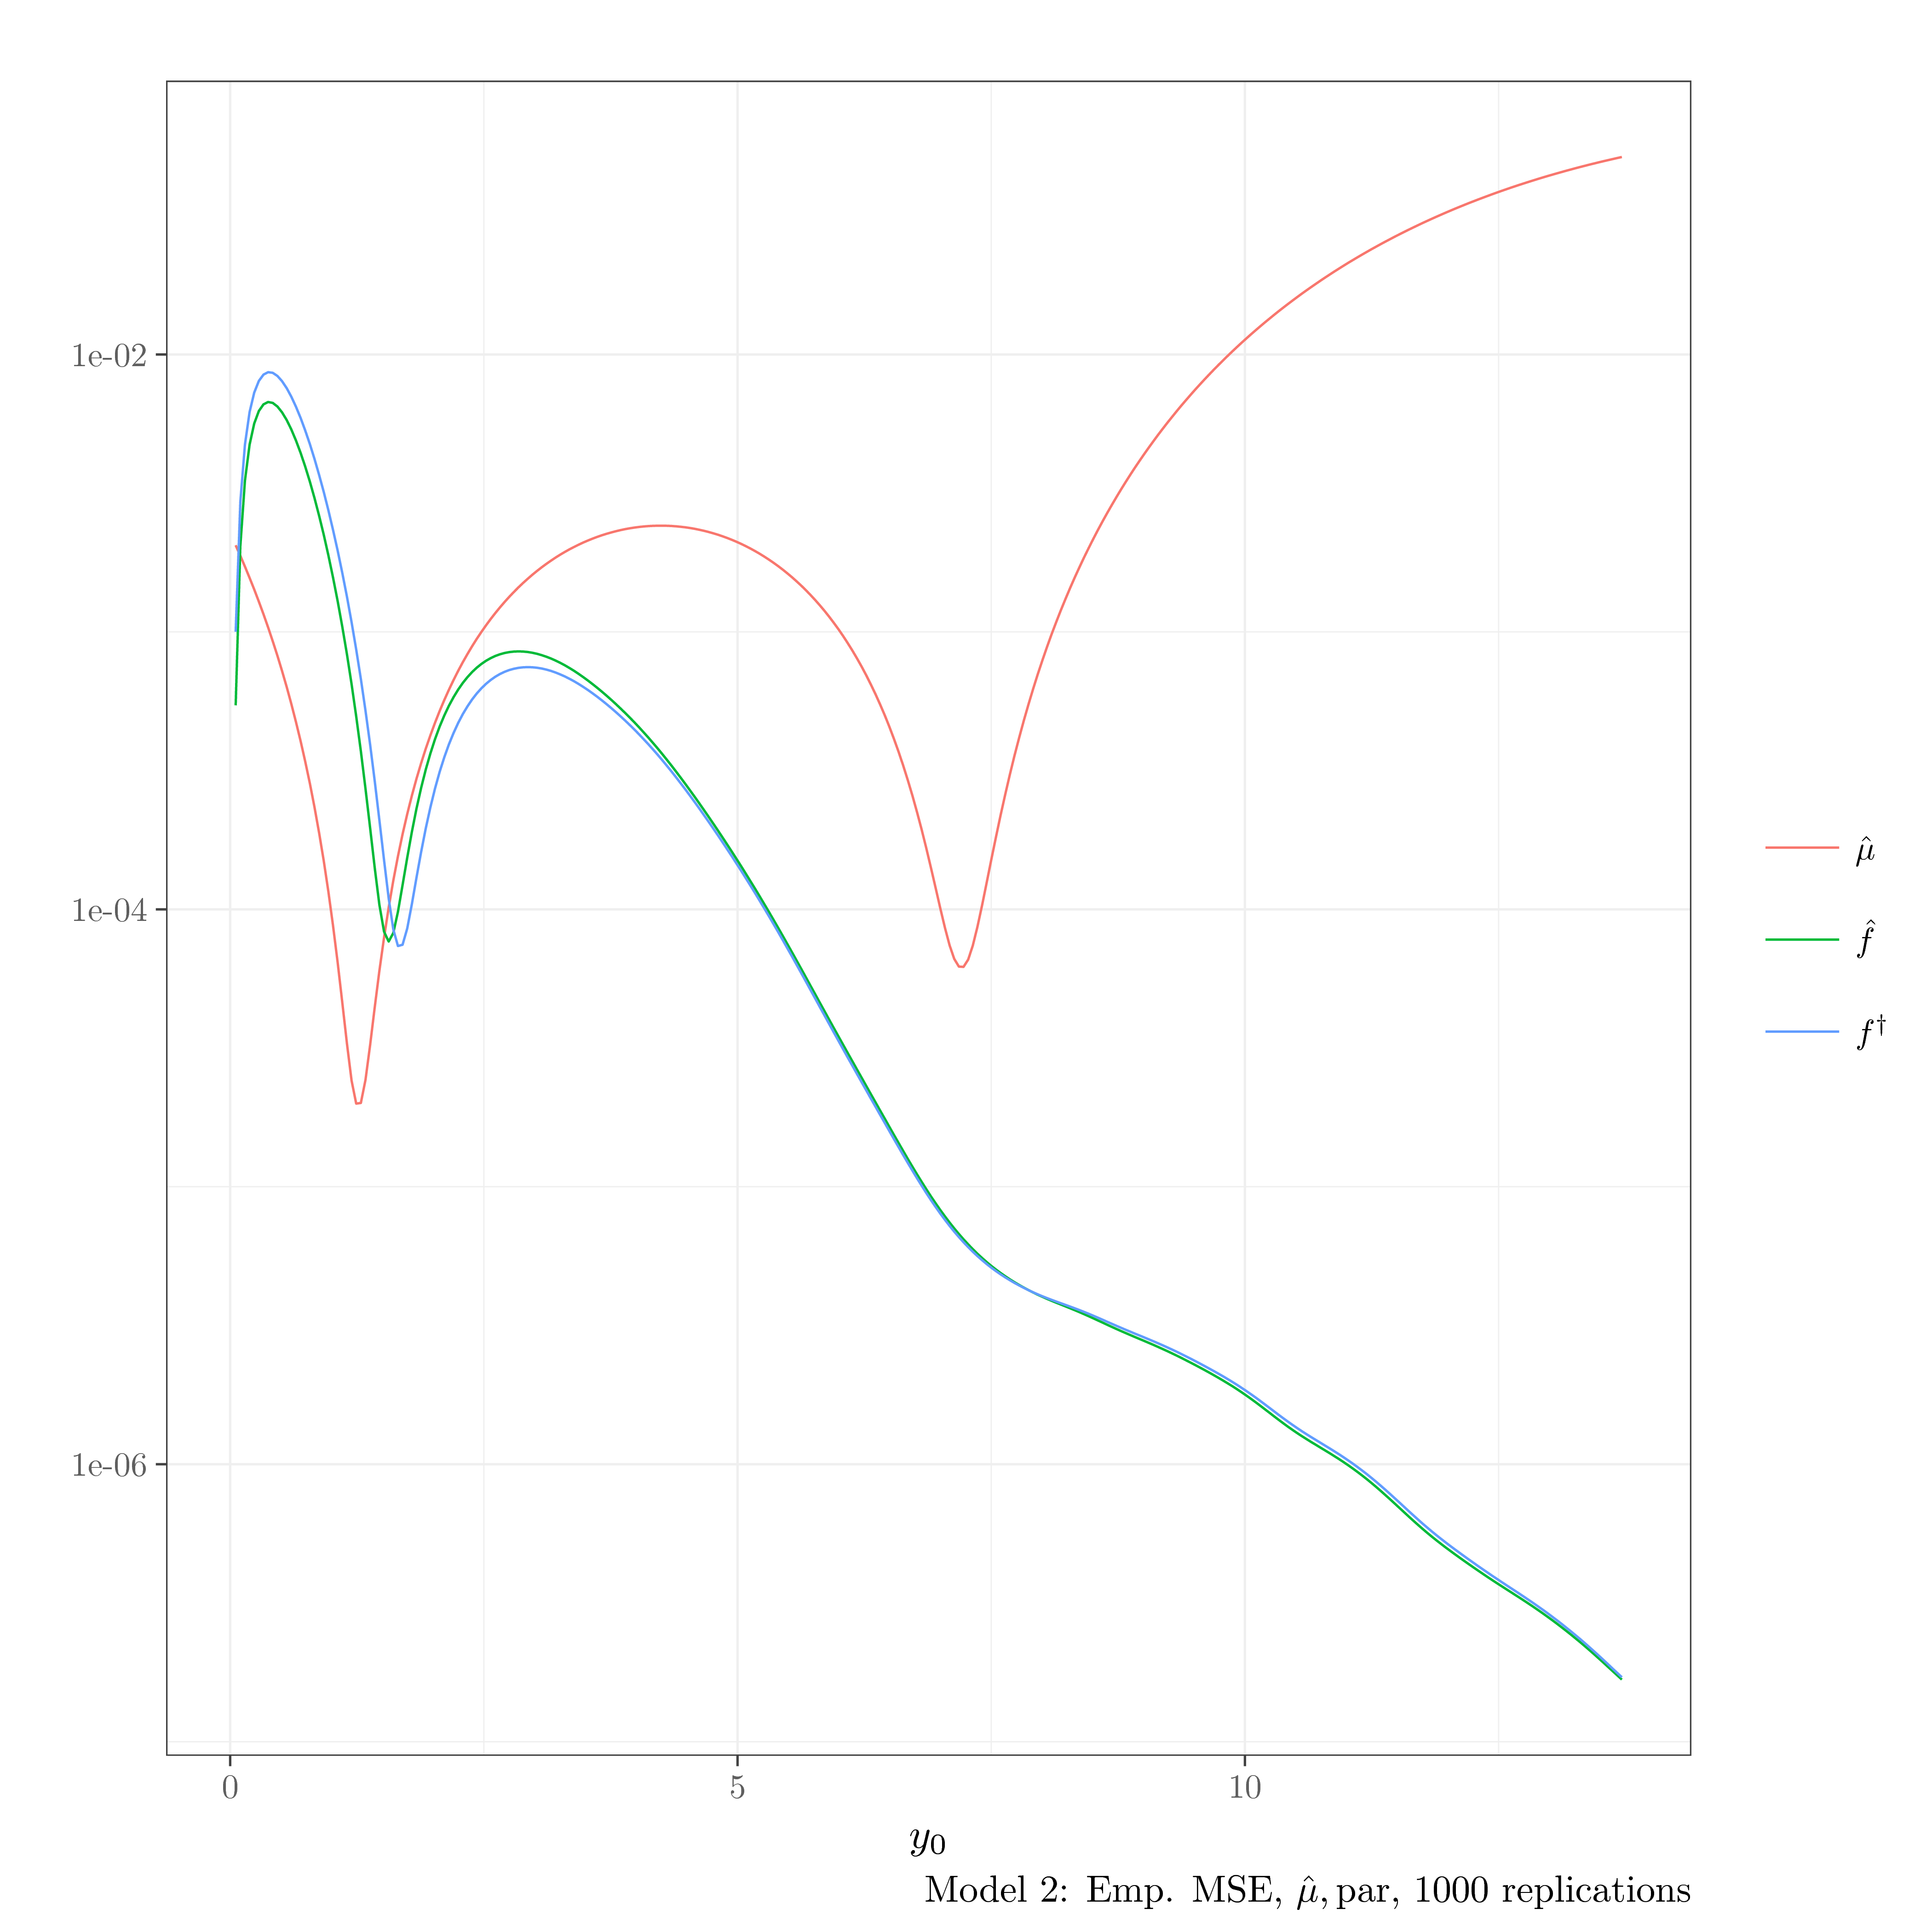 1e-02
1e-04
1e-06
0 5 10
y₀
μ̂
f̂
f†
Model 2: Emp. MSE, μ̂, par, 1000 replications